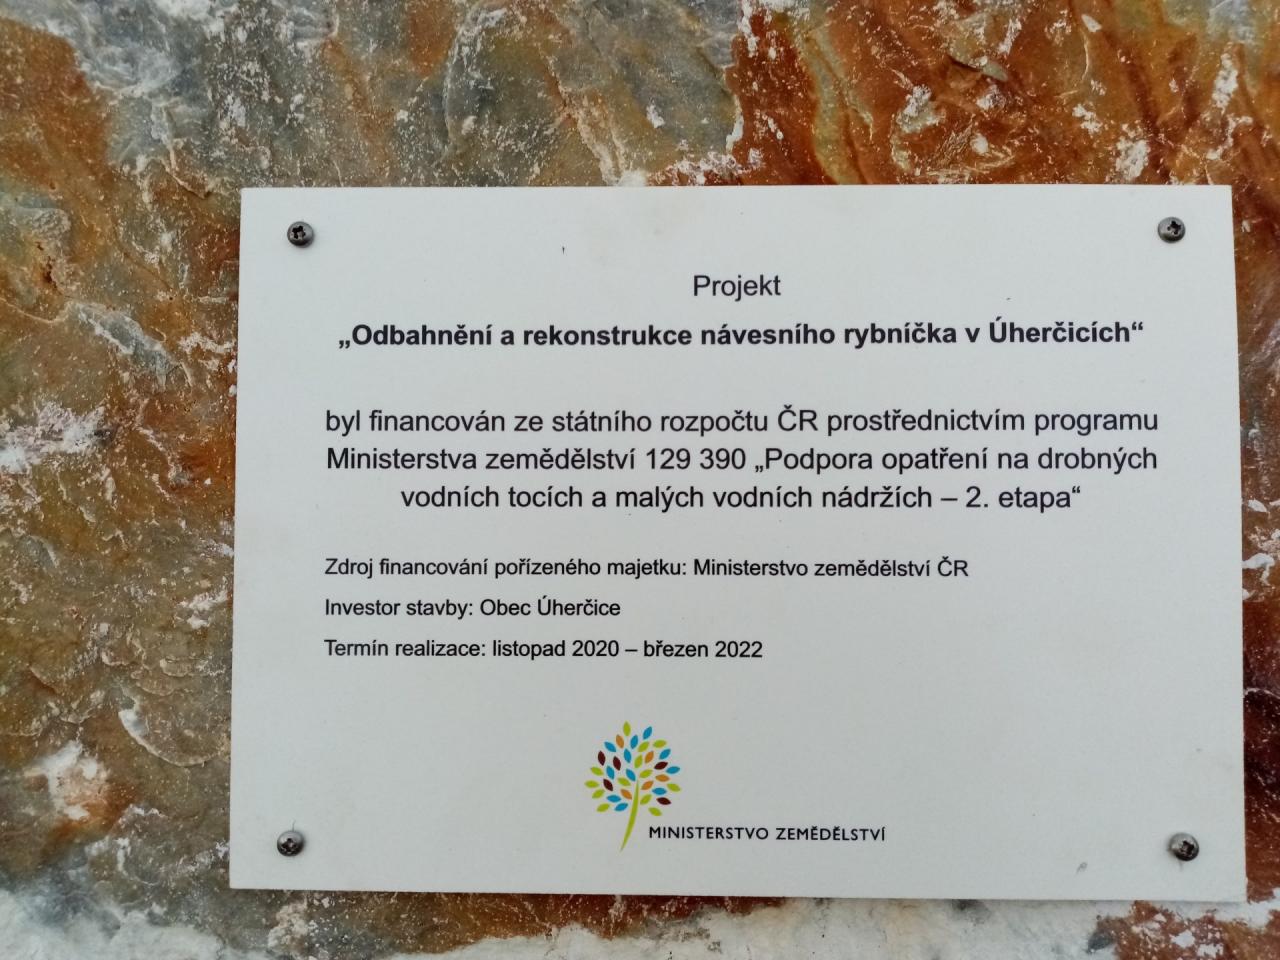 Projekt
„Odbahnění a rekonstrukce návesního rybníčka v Úherčicích“
byl financován ze státního rozpočtu ČR prostřednictvím programu
Ministerstva zemědělství 129 390 „Podpora opatření na drobných
vodních tocích a malých vodních nádržích – 2. etapa“
Zdroj financování pořízeného majetku: Ministerstvo zemědělství ČR
Investor stavby: Obec Úherčice
Termín realizace: listopad 2020 – březen 2022
MINISTERSTVO ZEMĚDĚLSTVÍ